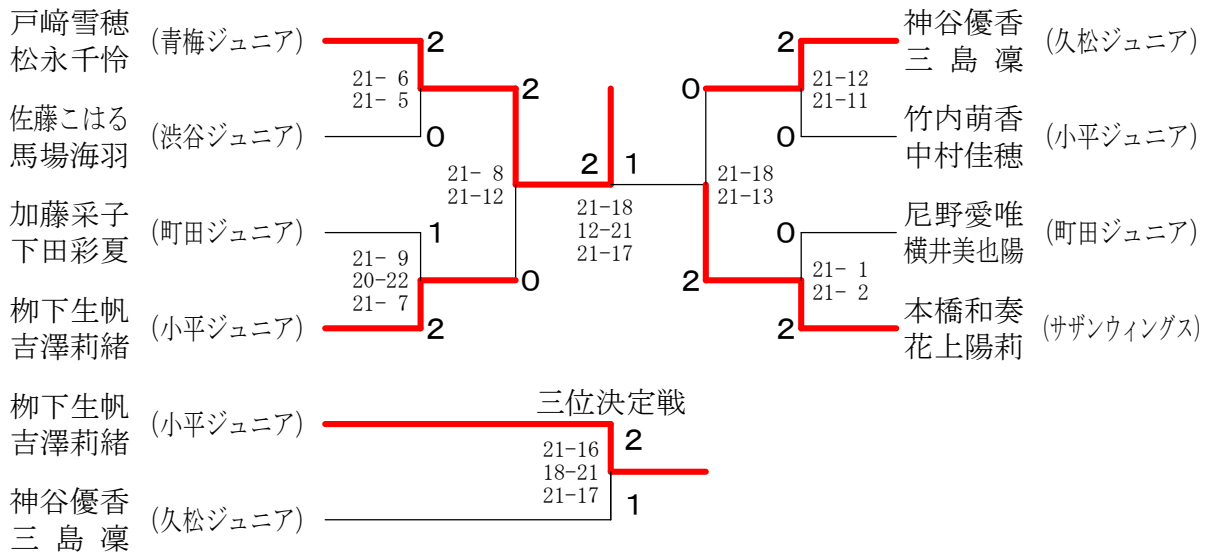 戸﨑雪穂
松永千怜
(青梅ジュニア)
2
21- 6
21- 5
佐藤こはる
馬場海羽
(渋谷ジュニア)
0
2
21- 8
21-12
加藤采子
下田彩夏
(町田ジュニア)
1
21- 9
20-22
21- 7
0
柳下生帆
吉澤莉緒
(小平ジュニア)
2
2 1
21-18
12-21
21-17
神谷優香
三 島 凜
(久松ジュニア)
2
21-12
21-11
0
竹内萌香
中村佳穂
(小平ジュニア)
0
21-18
21-13
尼野愛唯
横井美也陽
(町田ジュニア)
0
21- 1
21- 2
2
本橋和奏
花上陽莉
(サザンウィングス)
2
三位決定戦
柳下生帆
吉澤莉緒
(小平ジュニア)
2
21-16
18-21
21-17
神谷優香
三 島 凜
(久松ジュニア)
1